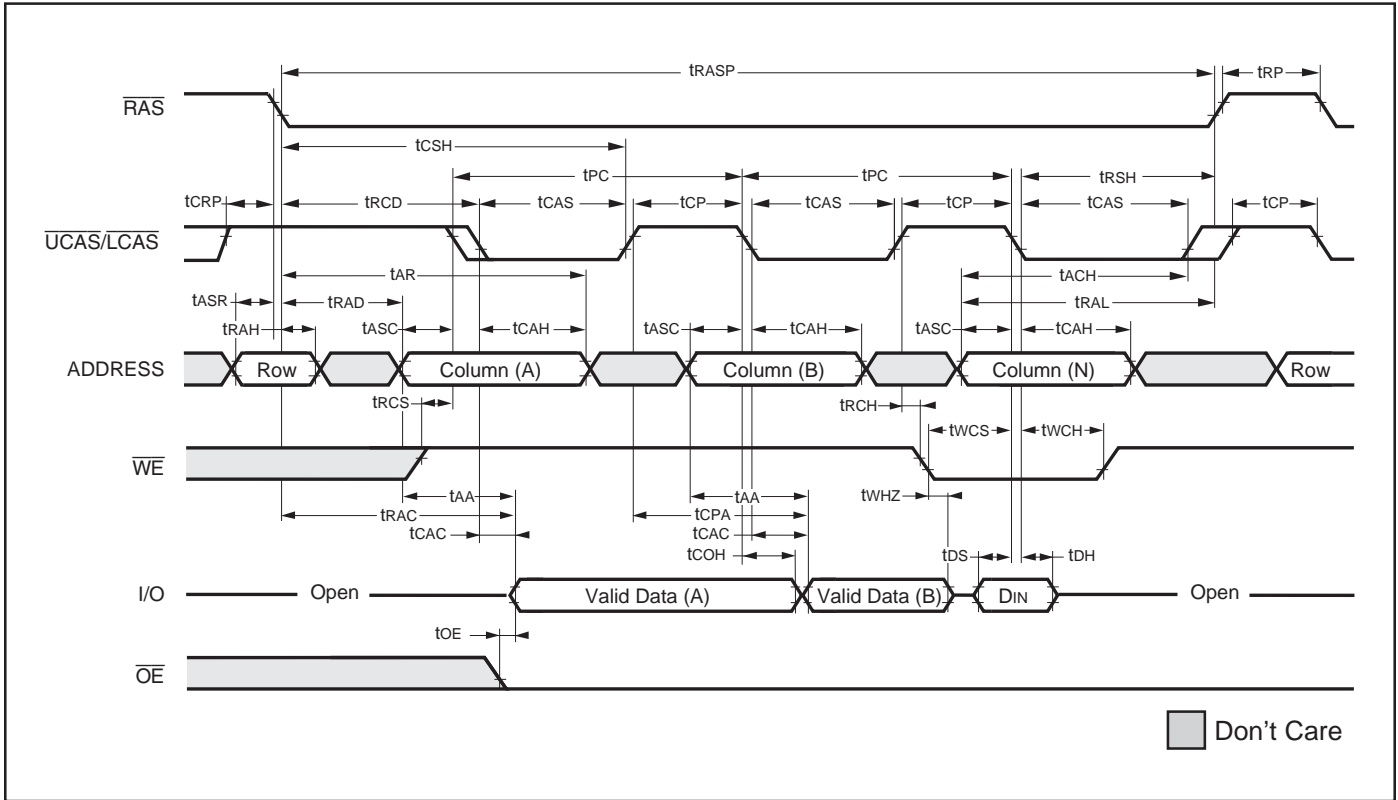 tRASP tRP
RAS
tCSH
tPC tPC tRSH
tCRP tRCD tCAS tCP tCAS tCP tCAS tCP
UCAS/LCAS
tAR tACH
tASR tRAD tRAL
tRAH tASC tCAH tASC tCAH tASC tCAH
ADDRESS Row Column (A) Column (B) Column (N) Row
tRCS tRCH
tWCS tWCH
WE
tAA tAA tWHZ
tRAC tCPA
tCAC tCAC
tCOH tDS tDH
I/O Open Valid Data (A) Valid Data (B) DIN Open
tOE
OE
Don't Care